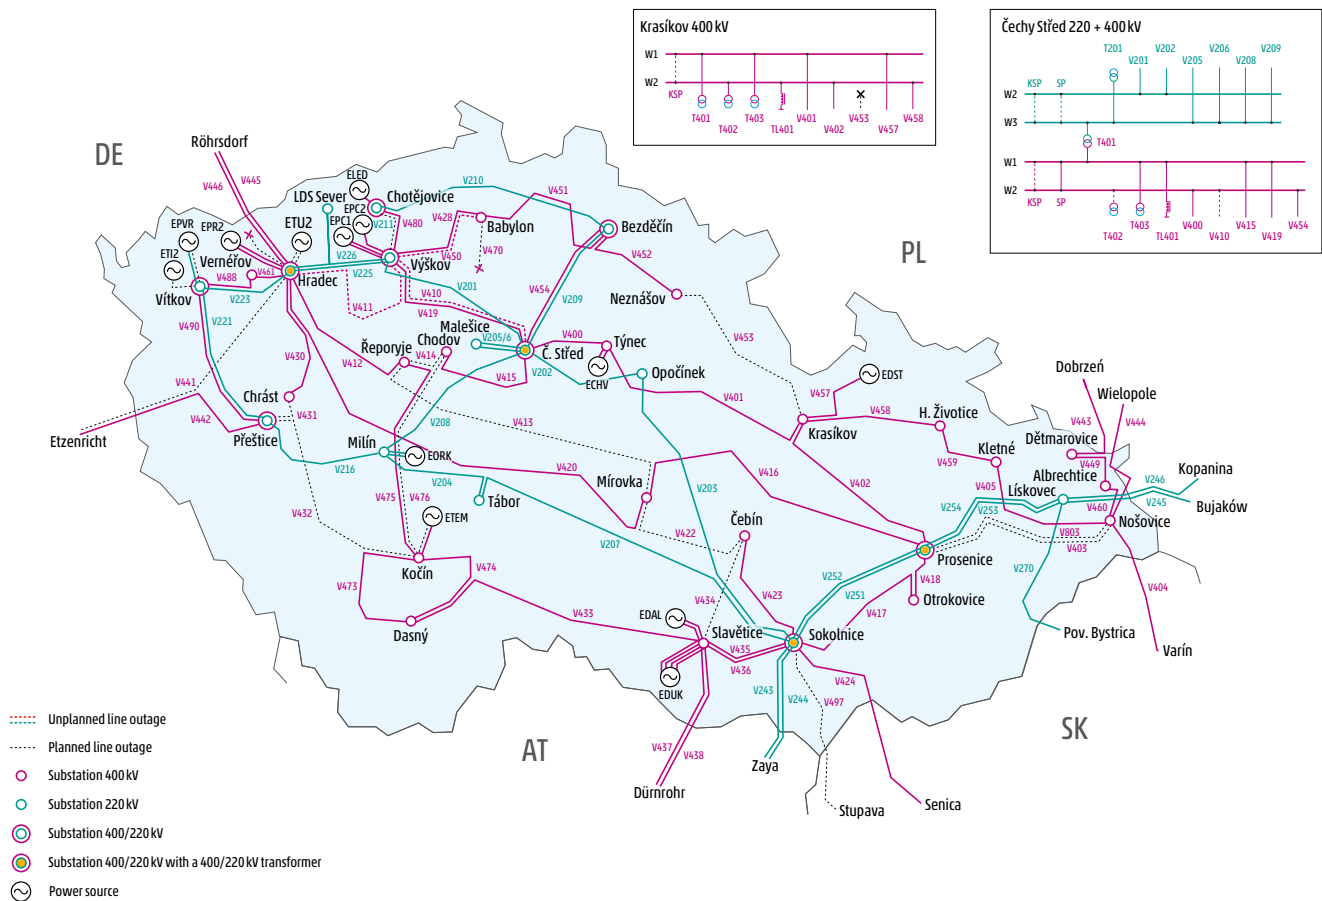 Krasíkov 400 kV
W1
W2
KSP
T401
T402
T403
TL401
V401
V402
V453
V457
V458
Čechy Střed 220 + 400 kV
T201
V201
V202
V205
V206
V208
V209
KSP
SP
W2
W3
T401
W1
W2
KSP
SP
T402
T403
TL401
V400
V410
V415
V419
V454
DE
PL
AT
SK
Röhrsdorf
V446
V445
ELED
Chotějovice
V210
V451
LDS Sever
EPC2
EPC1
V211
V480
V428
Babylon
Bezděčín
EPVR
EPR2
ETU2
ETI2
Vernéřov
V226
V225
V450
V470
V452
V488
V461
Hradec
Výškov
V201
V454
V209
Neznášov
Vítkov
V223
V411
V410
V419
V490
V221
Malešice
V205/6
V400
Týnec
V453
Chodov
Č. Střed
Řeporyje
V414
V412
V430
V415
V202
ECHV
Opočínek
EDST
V457
V441
Chrást
V401
V458
H. Životice
Dobrzeń
Wielopole
V442
V431
V413
V208
Krasíkov
V443
V444
Etzenricht
Přeštice
Milín
EORK
V459
Kletné
Dětmarovice
V449
V216
V204
V420
V416
Mírovka
V203
V402
V405
Albrechtice
V246
Kopanina
V245
Bujaków
Lískovec
V254
V253
V460
Nošovice
V803
V403
Tábor
V475
V476
ETEM
V432
Čebín
V422
V207
Kočín
V473
V474
Prosenice
V270
V404
V252
V251
V418
V417
Otrokovice
V423
V434
EDAL
V433
Dasný
Slavětice
V435
V436
Sokolnice
Pov. Bystrica
Varín
EDUK
V243
V244
V424
V497
V437
V438
Zaya
Dürnrohr
Stupava
Senica
Unplanned line outage
Planned line outage
Substation 400 kV
Substation 220 kV
Substation 400/220 kV
Substation 400/220 kV with a 400/220 kV transformer
Power source